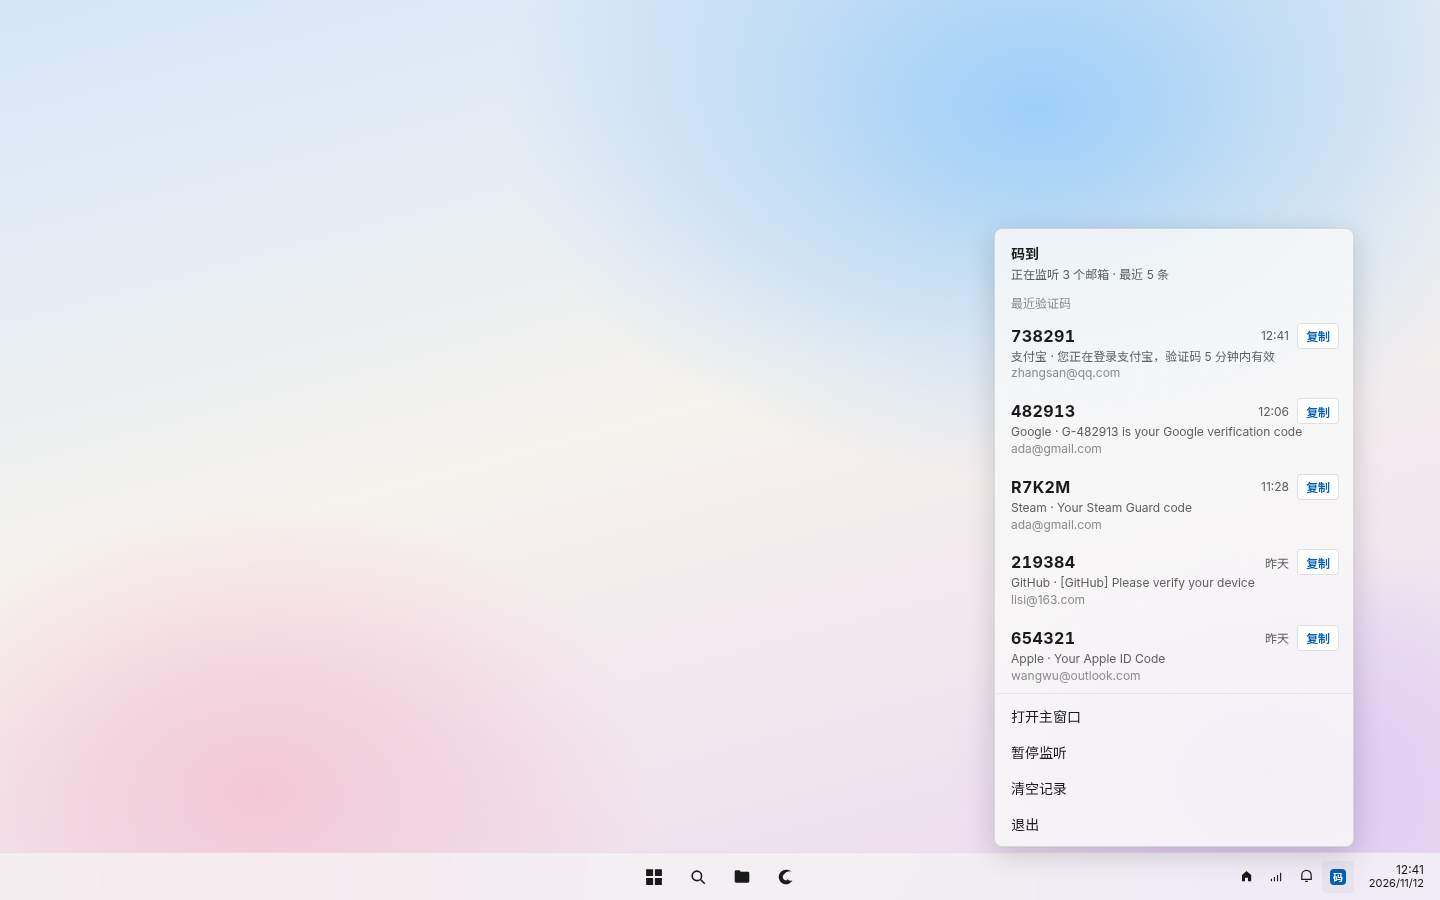 码到
正在监听 3 个邮箱 · 最近 5 条
最近验证码
738291 12:41 复制
支付宝 · 您正在登录支付宝，验证码 5 分钟内有效
zhangsan@qq.com
482913 12:06 复制
Google · G-482913 is your Google verification code
ada@gmail.com
R7K2M 11:28 复制
Steam · Your Steam Guard code
ada@gmail.com
219384 昨天 复制
GitHub · [GitHub] Please verify your device
lisi@163.com
654321 昨天 复制
Apple · Your Apple ID Code
wangwu@outlook.com
打开主窗口
暂停监听
清空记录
退出
码 12:41
2026/11/12